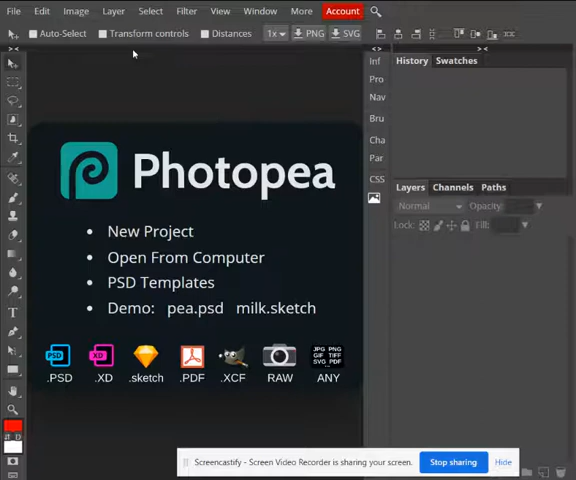 File Edit Image Layer Select Filter View Window More Account
Auto-Select Transform controls Distances 1x PNG SVG
Inf
Pro
Nav
Bru
Cha
Par
CSS
History Swatches
Layers Channels Paths
Normal Opacity:
Lock: Fill:
Photopea
New Project
Open From Computer
PSD Templates
Demo: pea.psd milk.sketch
PSD XD PDF JPG PNG
GIF TIFF
SVG PDF
.PSD .XD .sketch .PDF .XCF RAW ANY
T
D
Screencastify - Screen Video Recorder is sharing your screen. Stop sharing Hide